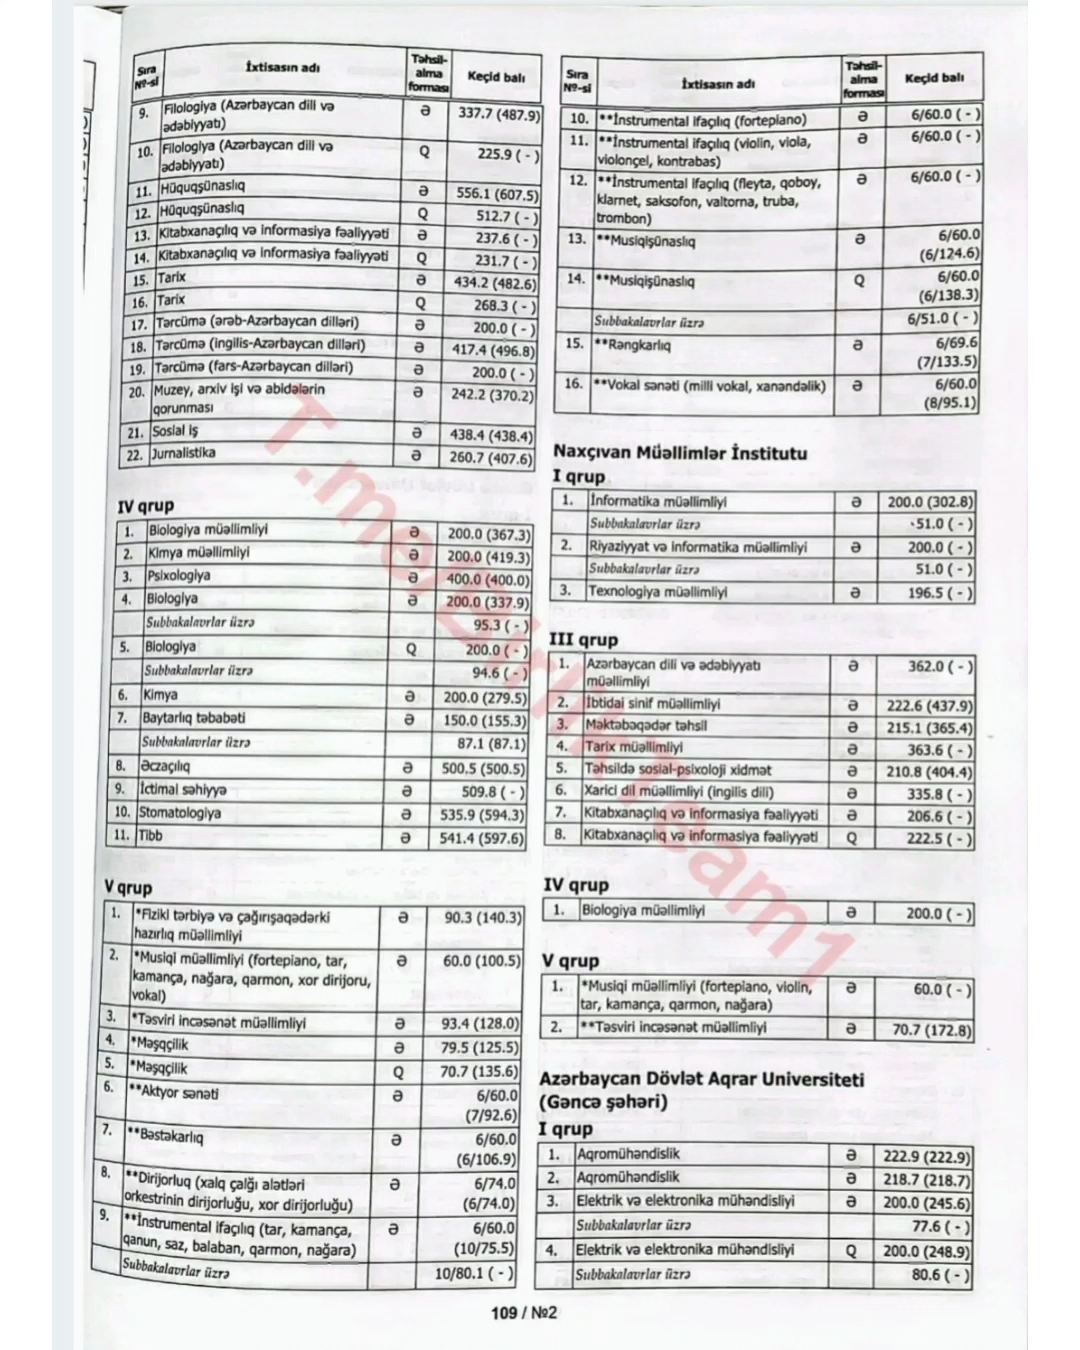 Sıra
№-si
İxtisasın adı
Təhsil-
alma
forması
Keçid balı
9. Filologiya (Azərbaycan dili və
ədəbiyyatı) Ə 337.7 (487.9)
10. Filologiya (Azərbaycan dili və
ədəbiyyatı) Q 225.9 ( - )
11. Hüquqşünaslıq Ə 556.1 (607.5)
12. Hüquqşünaslıq Q 512.7 ( - )
13. Kitabxanaçılıq və informasiya fəaliyyəti Ə 237.6 ( - )
14. Kitabxanaçılıq və informasiya fəaliyyəti Q 231.7 ( - )
15. Tarix Ə 434.2 (482.6)
16. Tarix Q 268.3 ( - )
17. Tərcümə (ərəb-Azərbaycan dilləri) Ə 200.0 ( - )
18. Tərcümə (ingilis-Azərbaycan dilləri) Ə 417.4 (496.8)
19. Tərcümə (fars-Azərbaycan dilləri) Ə 200.0 ( - )
20. Muzey, arxiv işi və abidələrin
qorunması Ə 242.2 (370.2)
21. Sosial iş Ə 438.4 (438.4)
22. Jurnalistika Ə 260.7 (407.6)
IV qrup
1. Biologiya müəllimliyi Ə 200.0 (367.3)
2. Kimya müəllimliyi Ə 200.0 (419.3)
3. Psixologiya Ə 400.0 (400.0)
4. Biologiya Ə 200.0 (337.9)
Subbakalavrlar üzrə 95.3 ( - )
5. Biologiya Q 200.0 ( - )
Subbakalavrlar üzrə 94.6 ( - )
6. Kimya Ə 200.0 (279.5)
7. Baytarlıq təbabəti Ə 150.0 (155.3)
Subbakalavrlar üzrə 87.1 (87.1)
8. Əczaçılıq Ə 500.5 (500.5)
9. İctimai səhiyyə Ə 509.8 ( - )
10. Stomatologiya Ə 535.9 (594.3)
11. Tibb Ə 541.4 (597.6)
V qrup
1. *Fiziki tərbiyə və çağırışaqədərki
hazırlıq müəllimliyi Ə 90.3 (140.3)
2. *Musiqi müəllimliyi (fortepiano, tar,
kamança, nağara, qarmon, xor dirijoru,
vokal) Ə 60.0 (100.5)
3. *Təsviri incəsənət müəllimliyi Ə 93.4 (128.0)
4. *Məşqçilik Ə 79.5 (125.5)
5. *Məşqçilik Q 70.7 (135.6)
6. **Aktyor sənəti Ə 6/60.0
(7/92.6)
7. **Bəstəkarlıq Ə 6/60.0
(6/106.9)
8. **Dirijorluq (xalq çalğı alətləri
orkestrinin dirijorluğu, xor dirijorluğu) Ə 6/74.0
(6/74.0)
9. **İnstrumental ifaçılıq (tar, kamança,
qanun, saz, balaban, qarmon, nağara) Ə 6/60.0
(10/75.5)
Subbakalavrlar üzrə 10/80.1 ( - )
Sıra
№-si
İxtisasın adı
Təhsil-
alma
forması
Keçid balı
10. **İnstrumental ifaçılıq (fortepiano) Ə 6/60.0 ( - )
11. **İnstrumental ifaçılıq (violin, viola,
violonçel, kontrabas) Ə 6/60.0 ( - )
12. **İnstrumental ifaçılıq (fleyta, qoboy,
klarnet, saksofon, valtorna, truba,
trombon) Ə 6/60.0 ( - )
13. **Musiqişünaslıq Ə 6/60.0
(6/124.6)
14. **Musiqişünaslıq Q 6/60.0
(6/138.3)
Subbakalavrlar üzrə 6/51.0 ( - )
15. **Rəngkarlıq Ə 6/69.6
(7/133.5)
16. **Vokal sənəti (milli vokal, xanəndəlik) Ə 6/60.0
(8/95.1)
Naxçıvan Müəllimlər İnstitutu
I qrup
1. İnformatika müəllimliyi Ə 200.0 (302.8)
Subbakalavrlar üzrə 51.0 ( - )
2. Riyaziyyat və informatika müəllimliyi Ə 200.0 ( - )
Subbakalavrlar üzrə 51.0 ( - )
3. Texnologiya müəllimliyi Ə 196.5 ( - )
III qrup
1. Azərbaycan dili və ədəbiyyatı
müəllimliyi Ə 362.0 ( - )
2. İbtidai sinif müəllimliyi Ə 222.6 (437.9)
3. Məktəbəqədər təhsil Ə 215.1 (365.4)
4. Tarix müəllimliyi Ə 363.6 ( - )
5. Təhsildə sosial-psixoloji xidmət Ə 210.8 (404.4)
6. Xarici dil müəllimliyi (ingilis dili) Ə 335.8 ( - )
7. Kitabxanaçılıq və informasiya fəaliyyəti Ə 206.6 ( - )
8. Kitabxanaçılıq və informasiya fəaliyyəti Q 222.5 ( - )
IV qrup
1. Biologiya müəllimliyi Ə 200.0 ( - )
V qrup
1. *Musiqi müəllimliyi (fortepiano, violin,
tar, kamança, qarmon, nağara) Ə 60.0 ( - )
2. **Təsviri incəsənət müəllimliyi Ə 70.7 (172.8)
Azərbaycan Dövlət Aqrar Universiteti
(Gəncə şəhəri)
I qrup
1. Aqromühəndislik Ə 222.9 (222.9)
2. Aqromühəndislik Ə 218.7 (218.7)
3. Elektrik və elektronika mühəndisliyi Ə 200.0 (245.6)
Subbakalavrlar üzrə 77.6 ( - )
4. Elektrik və elektronika mühəndisliyi Q 200.0 (248.9)
Subbakalavrlar üzrə 80.6 ( - )
109 / №2
T.me/BirlikTeam1